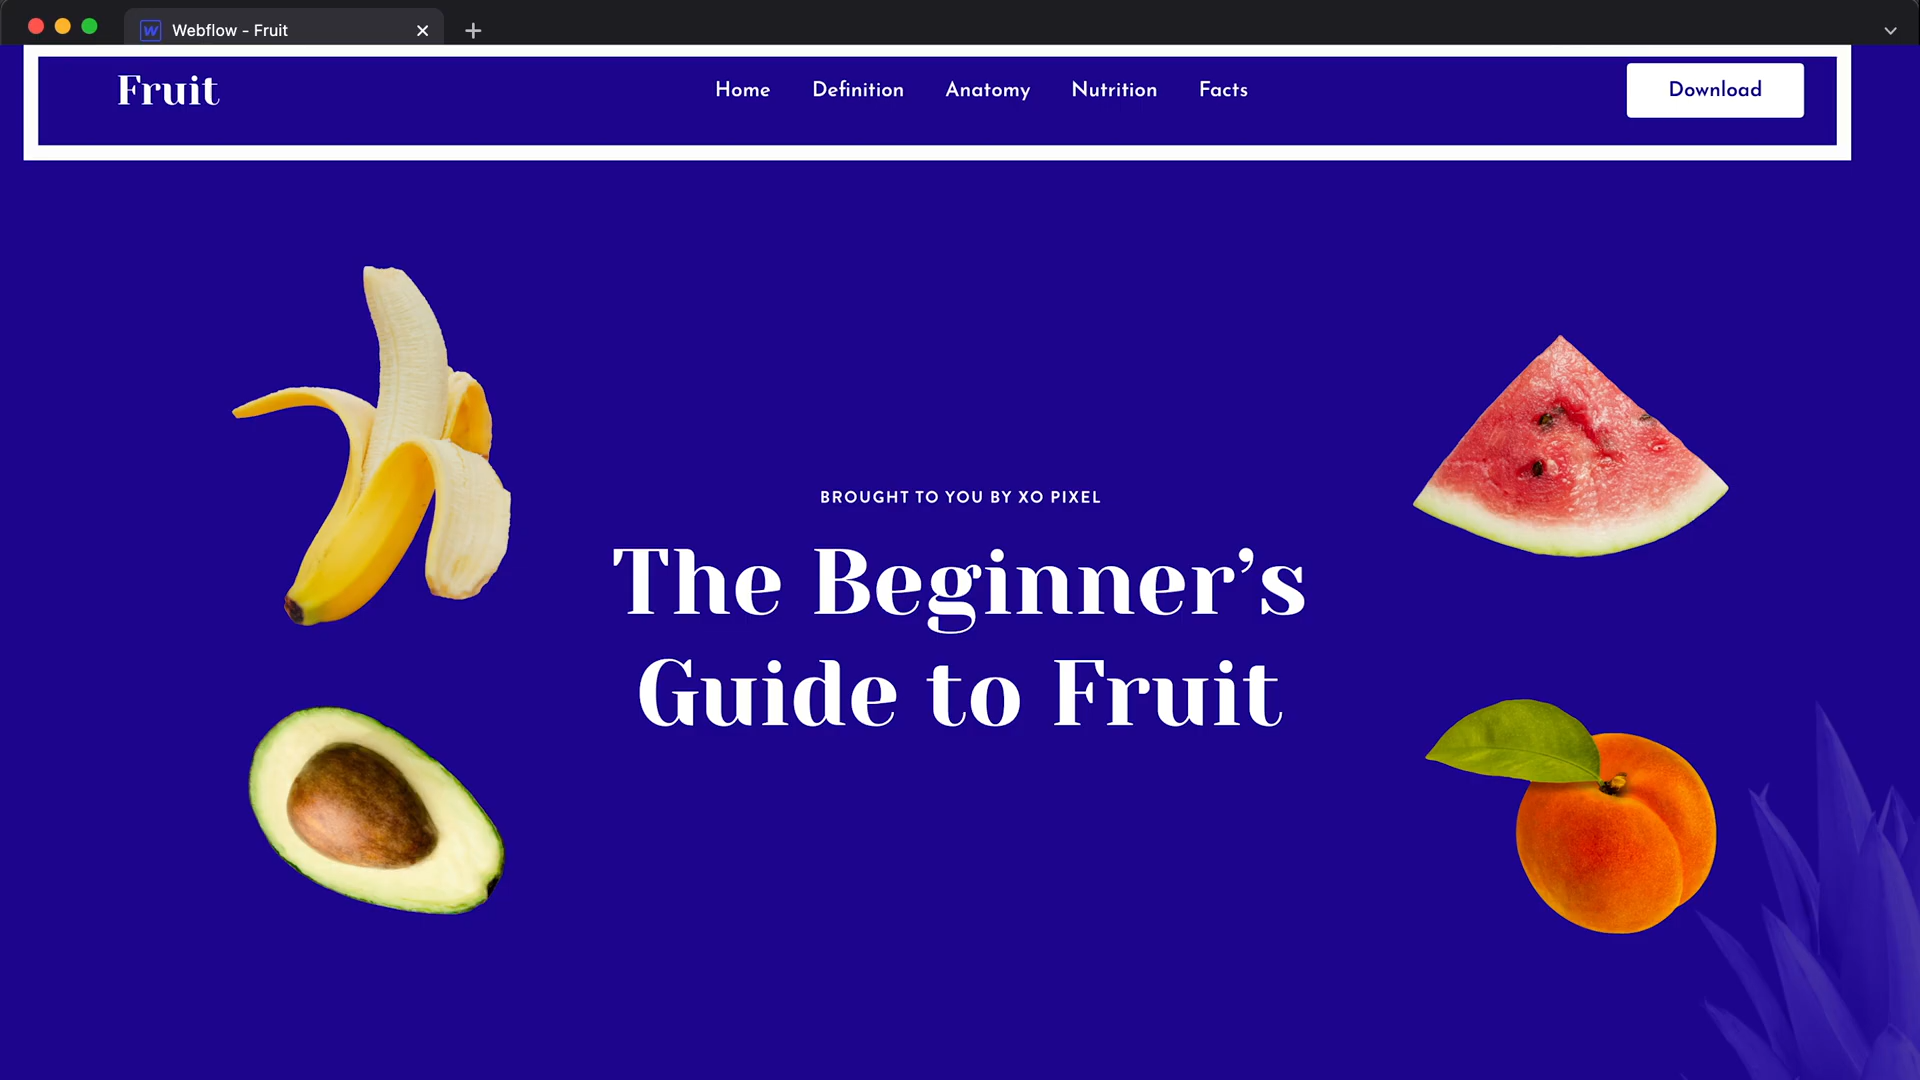 Webflow - Fruit
Fruit
Home Definition Anatomy Nutrition Facts
Download
BROUGHT TO YOU BY XO PIXEL
The Beginner’s
Guide to Fruit